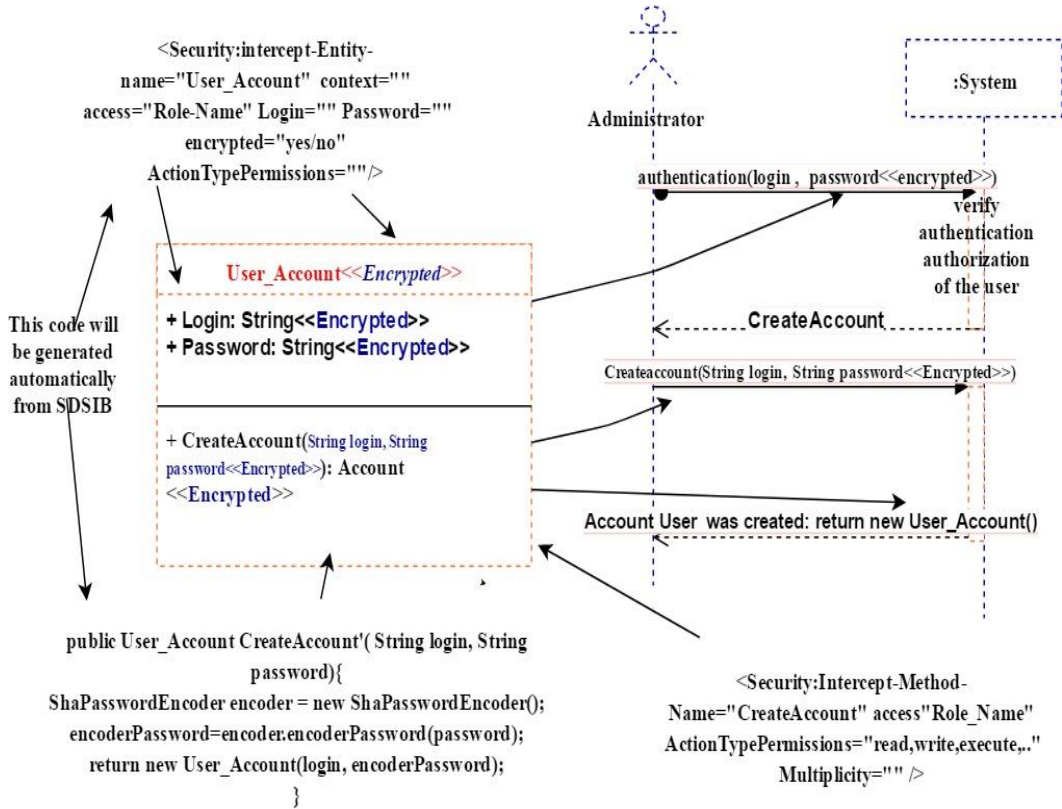 <Security:intercept-Entity-
name="User_Account" context=""
access="Role-Name" Login="" Password=""
encrypted="yes/no"
ActionTypePermissions=""/>
Administrator
:System
authentication(login , password<<encrypted>>)
verify
authentication
authorization
of the user
CreateAccount
Createaccount(String login, String password<<Encrypted>>)
Account User was created: return new User_Account()
User_Account<<Encrypted>>
+ Login: String<<Encrypted>>
+ Password: String<<Encrypted>>
+ CreateAccount(String login, String
password<<Encrypted>>): Account
<<Encrypted>>
This code will
be generated
automatically
from SDSIB
public User_Account CreateAccount'( String login, String
password){
ShaPasswordEncoder encoder = new ShaPasswordEncoder();
encoderPassword=encoder.encoderPassword(password);
return new User_Account(login, encoderPassword);
}
<Security:Intercept-Method-
Name="CreateAccount" access"Role_Name"
ActionTypePermissions="read,write,execute,.."
Multiplicity="" />